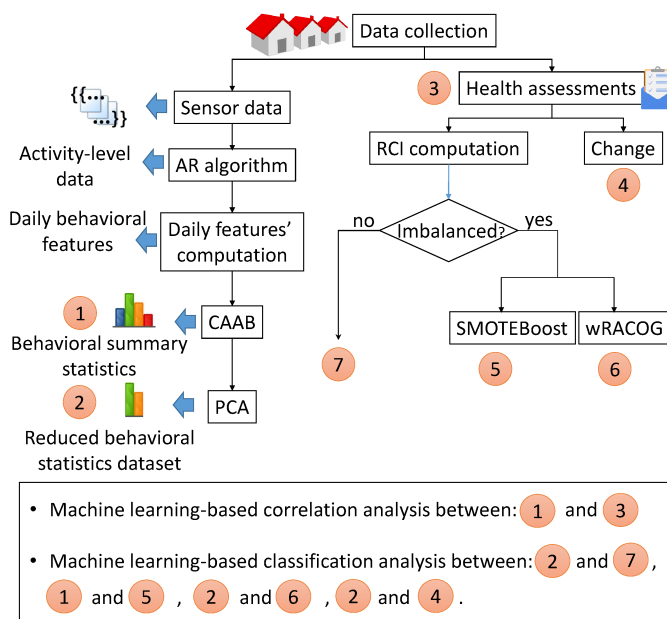 Data collection
3
Health assessments
{{...
...}}
Sensor data
Activity-level
data
AR algorithm
RCI computation
Change
4
Daily behavioral
features
Daily features’
computation
no
Imbalanced?
yes
1
CAAB
Behavioral summary
statistics
SMOTEBoost
wRACOG
7
5
6
2
PCA
Reduced behavioral
statistics dataset
• Machine learning-based correlation analysis between: 1 and 3
• Machine learning-based classification analysis between: 2 and 7 ,
1 and 5 , 2 and 6 , 2 and 4 .